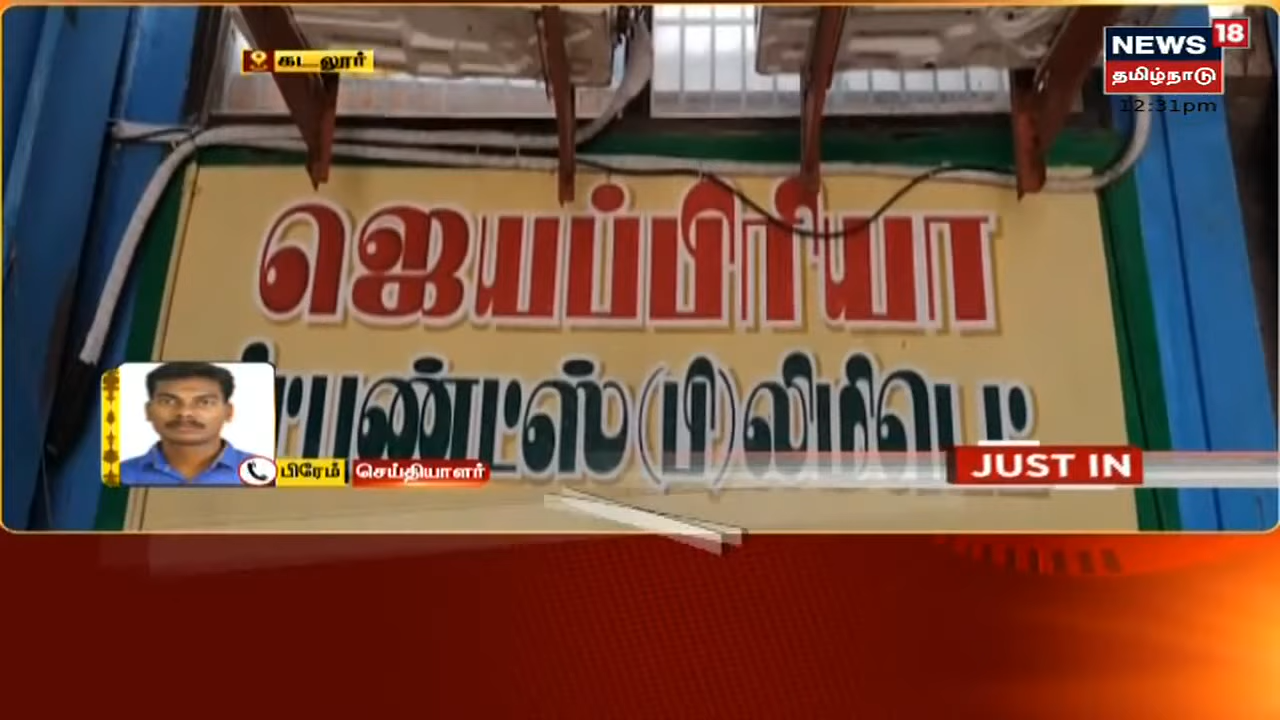 கடலூர்
NEWS 18
தமிழ்நாடு
12:31pm
ஜெயப்பிரியா
(பி) லிமிடெட்
பிரேம் செய்தியாளர்
JUST IN